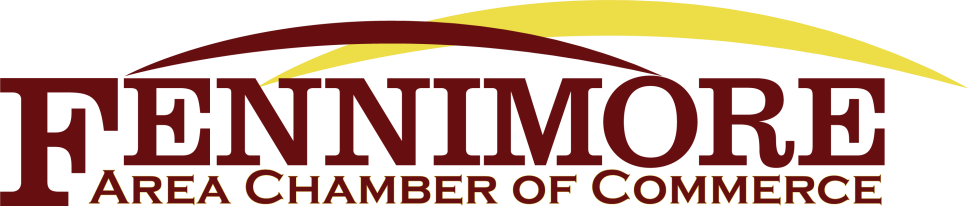 FENNIMORE
AREA CHAMBER OF COMMERCE